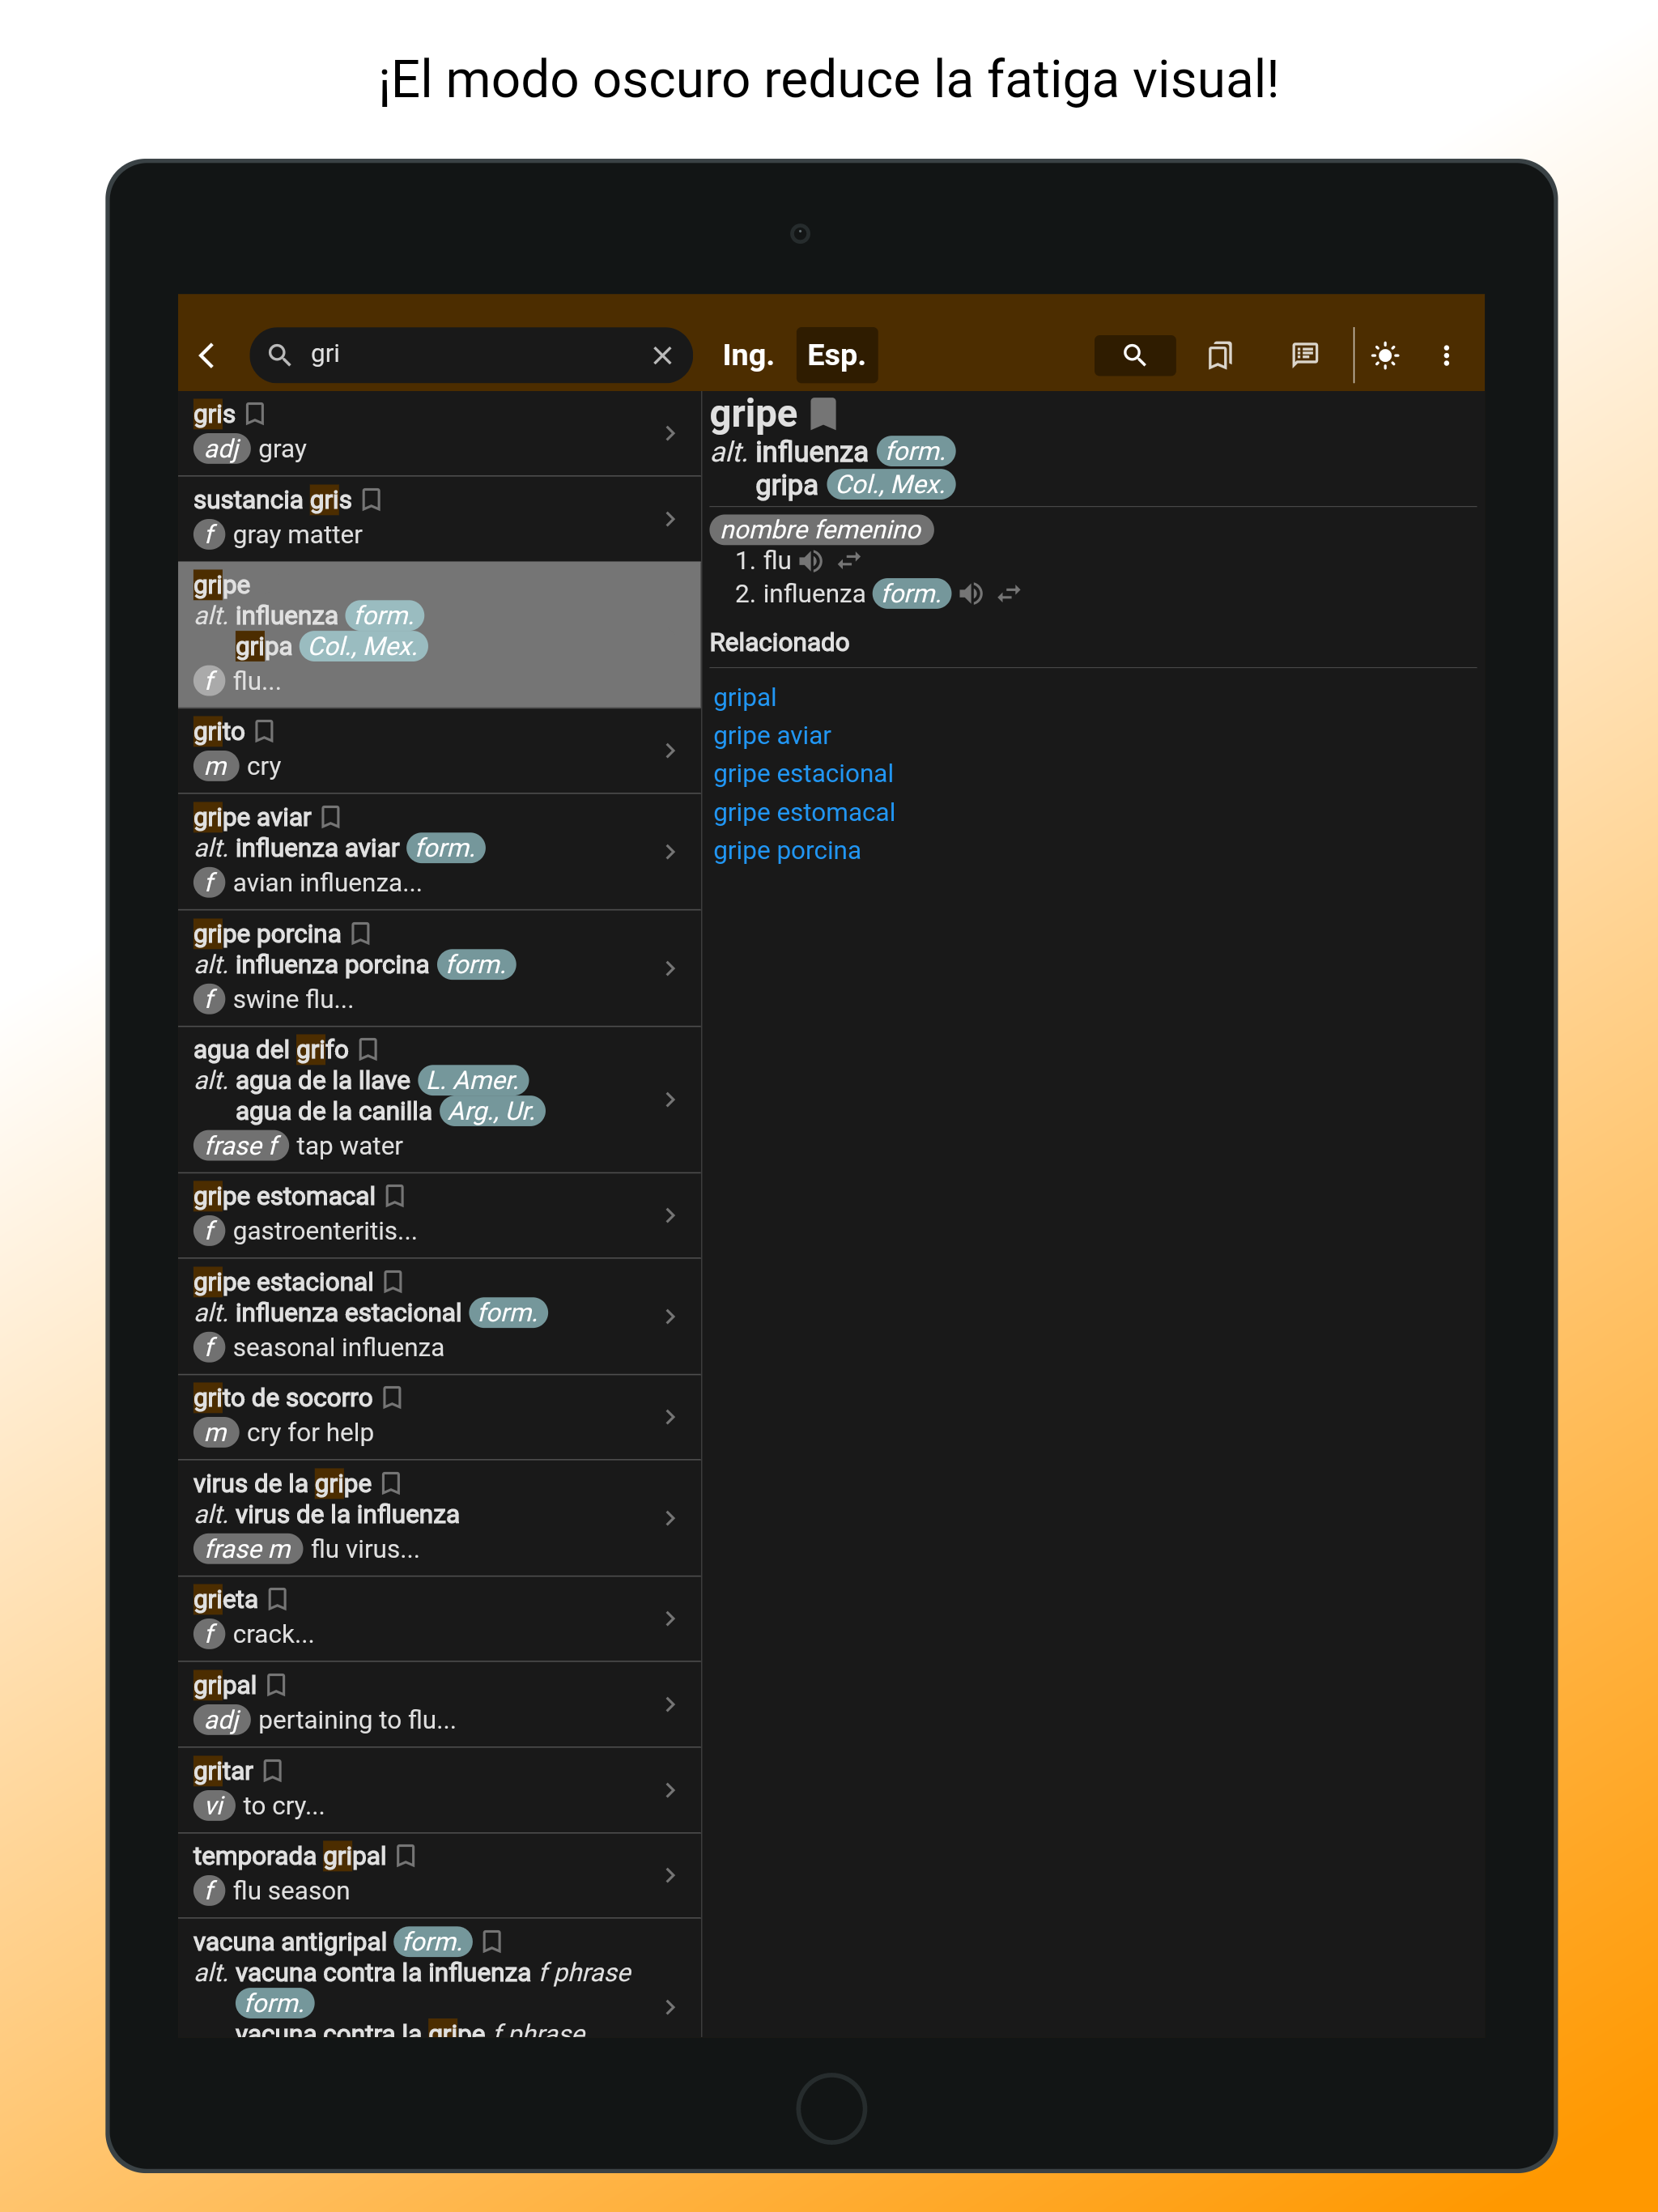 ¡El modo oscuro reduce la fatiga visual!
gri
Ing.
Esp.
gris
adj gray
sustancia gris
f gray matter
gripe
alt. influenza form.
gripa Col., Mex.
f flu...
grito
m cry
gripe aviar
alt. influenza aviar form.
f avian influenza...
gripe porcina
alt. influenza porcina form.
f swine flu...
agua del grifo
alt. agua de la llave L. Amer.
agua de la canilla Arg., Ur.
frase f tap water
gripe estomacal
f gastroenteritis...
gripe estacional
alt. influenza estacional form.
f seasonal influenza
grito de socorro
m cry for help
virus de la gripe
alt. virus de la influenza
frase m flu virus...
grieta
f crack...
gripal
adj pertaining to flu...
gritar
vi to cry...
temporada gripal
f flu season
vacuna antigripal form.
alt. vacuna contra la influenza f phrase
form.
vacuna contra la gripe f phrase
gripe
alt. influenza form.
gripa Col., Mex.
nombre femenino
1. flu
2. influenza form.
Relacionado
gripal
gripe aviar
gripe estacional
gripe estomacal
gripe porcina